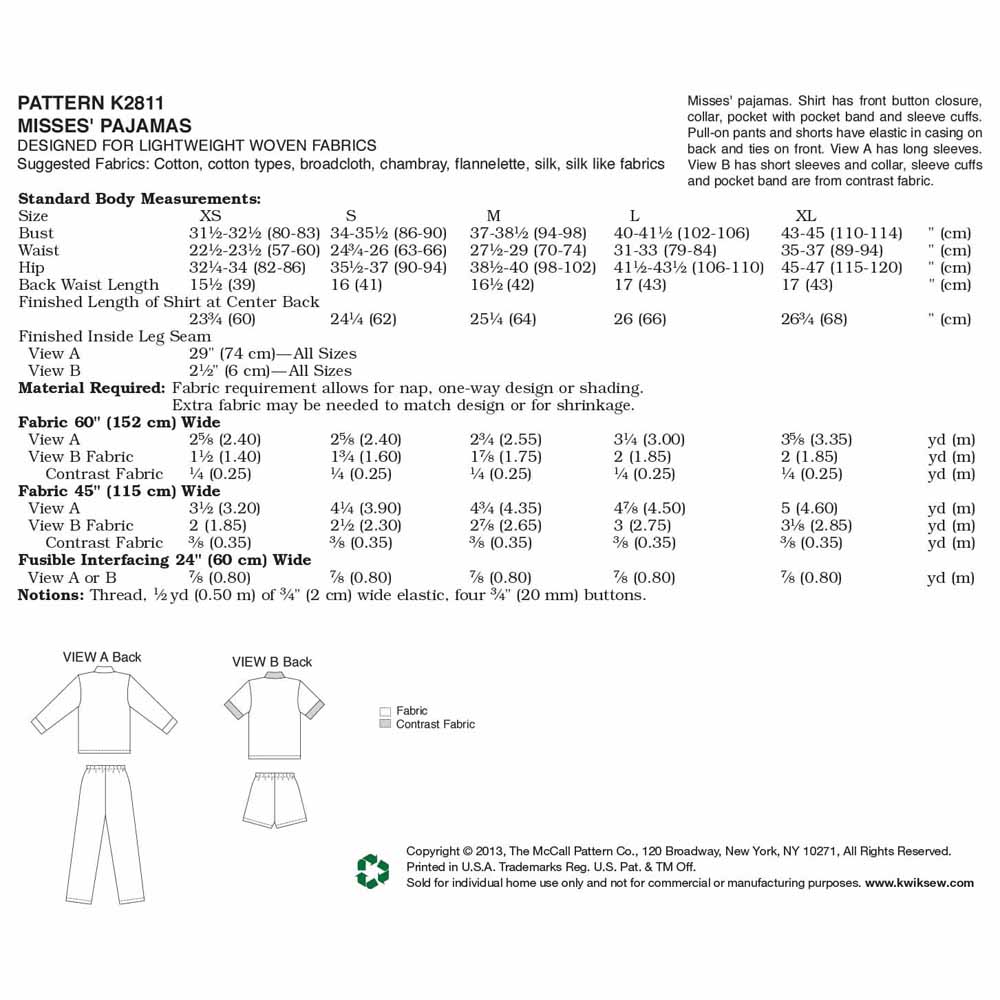 PATTERN K2811
MISSES' PAJAMAS
DESIGNED FOR LIGHTWEIGHT WOVEN FABRICS
Suggested Fabrics: Cotton, cotton types, broadcloth, chambray, flannelette, silk, silk like fabrics
Misses' pajamas. Shirt has front button closure,
collar, pocket with pocket band and sleeve cuffs.
Pull-on pants and shorts have elastic in casing on
back and ties on front. View A has long sleeves.
View B has short sleeves and collar, sleeve cuffs
and pocket band are from contrast fabric.
Standard Body Measurements:
Size XS S M L XL
Bust 31½-32½ (80-83) 34-35½ (86-90) 37-38½ (94-98) 40-41½ (102-106) 43-45 (110-114) " (cm)
Waist 22½-23½ (57-60) 24¾-26 (63-66) 27½-29 (70-74) 31-33 (79-84) 35-37 (89-94) " (cm)
Hip 32¼-34 (82-86) 35½-37 (90-94) 38½-40 (98-102) 41½-43½ (106-110) 45-47 (115-120) " (cm)
Back Waist Length 15½ (39) 16 (41) 16½ (42) 17 (43) 17 (43) " (cm)
Finished Length of Shirt at Center Back
23¾ (60) 24¼ (62) 25¼ (64) 26 (66) 26¾ (68) " (cm)
Finished Inside Leg Seam
View A 29" (74 cm)—All Sizes
View B 2½" (6 cm)—All Sizes
Material Required: Fabric requirement allows for nap, one-way design or shading.
Extra fabric may be needed to match design or for shrinkage.
Fabric 60" (152 cm) Wide
View A 2⅝ (2.40) 2⅝ (2.40) 2¾ (2.55) 3¼ (3.00) 3⅝ (3.35) yd (m)
View B Fabric 1½ (1.40) 1¾ (1.60) 1⅞ (1.75) 2 (1.85) 2 (1.85) yd (m)
Contrast Fabric ¼ (0.25) ¼ (0.25) ¼ (0.25) ¼ (0.25) ¼ (0.25) yd (m)
Fabric 45" (115 cm) Wide
View A 3½ (3.20) 4¼ (3.90) 4¾ (4.35) 4⅞ (4.50) 5 (4.60) yd (m)
View B Fabric 2 (1.85) 2½ (2.30) 2⅞ (2.65) 3 (2.75) 3⅛ (2.85) yd (m)
Contrast Fabric ⅜ (0.35) ⅜ (0.35) ⅜ (0.35) ⅜ (0.35) ⅜ (0.35) yd (m)
Fusible Interfacing 24" (60 cm) Wide
View A or B ⅞ (0.80) ⅞ (0.80) ⅞ (0.80) ⅞ (0.80) ⅞ (0.80) yd (m)
Notions: Thread, ½ yd (0.50 m) of ¾" (2 cm) wide elastic, four ¾" (20 mm) buttons.
VIEW A Back
VIEW B Back
Fabric
Contrast Fabric
Copyright © 2013, The McCall Pattern Co., 120 Broadway, New York, NY 10271, All Rights Reserved.
Printed in U.S.A. Trademarks Reg. U.S. Pat. & TM Off.
Sold for individual home use only and not for commercial or manufacturing purposes. www.kwiksew.com